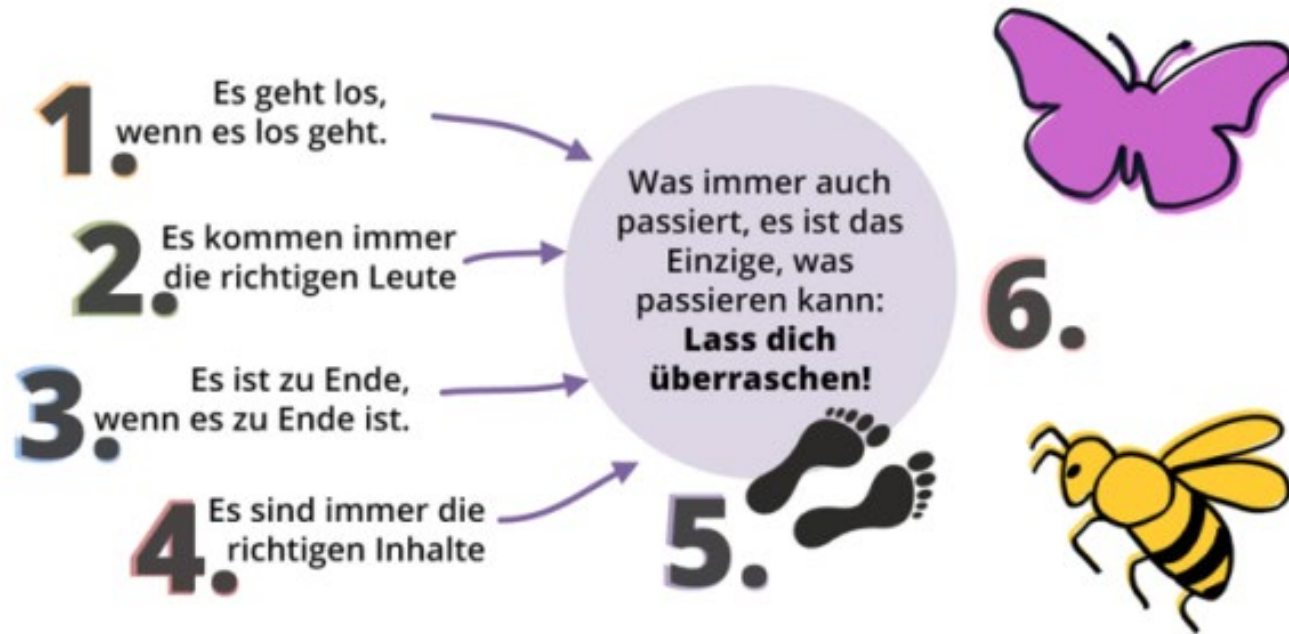 1.
Es geht los,
wenn es los geht.
2.
Es kommen immer
die richtigen Leute
3.
Es ist zu Ende,
wenn es zu Ende ist.
4.
Es sind immer die
richtigen Inhalte
Was immer auch
passiert, es ist das
Einzige, was
passieren kann:
Lass dich
überraschen!
5.
6.